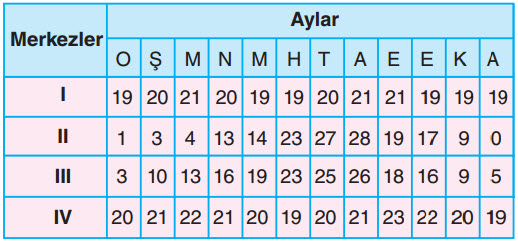 Merkezler
Aylar
O Ş M N M H T A E E K A
I 19 20 21 20 19 19 20 21 21 19 19 19
II 1 3 4 13 14 23 27 28 19 17 9 0
III 3 10 13 16 19 23 25 26 18 16 9 5
IV 20 21 22 21 20 19 20 21 23 22 20 19